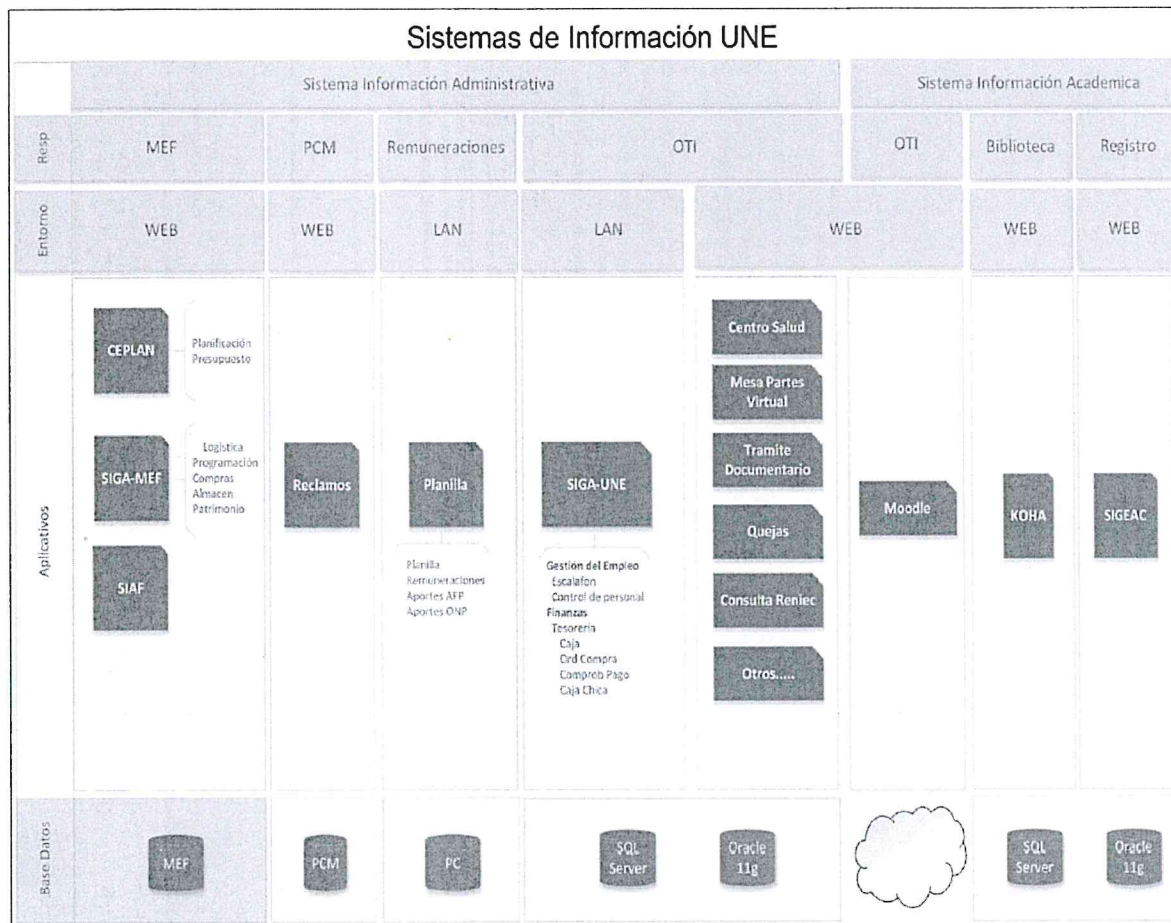 Sistemas de Información UNE
Sistema Información Administrativa
Sistema Información Academica
Resp
MEF
PCM
Remuneraciones
OTI
OTI
Biblioteca
Registro
Entorno
WEB
WEB
LAN
LAN
WEB
WEB
WEB
Aplicativos
CEPLAN
Planificación
Presupuesto
SIGA-MEF
Logística
Programación
Compras
Almacen
Patrimonio
SIAF
Reclamos
Planilla
Planilla
Remuneraciones
Aportes AFP
Aportes ONP
SIGA-UNE
Gestión del Empleo
Escalafon
Control de personal
Finanzas
Tesoreria
Caja
Ord Compra
Comprob Pago
Caja Chica
Centro Salud
Mesa Partes
Virtual
Tramite
Documentario
Quejas
Consulta Reniec
Otros.....
Moodle
KOHA
SIGEAC
Base Datos
MEF
PCM
PC
SQL
Server
Oracle
11g
SQL
Server
Oracle
11g